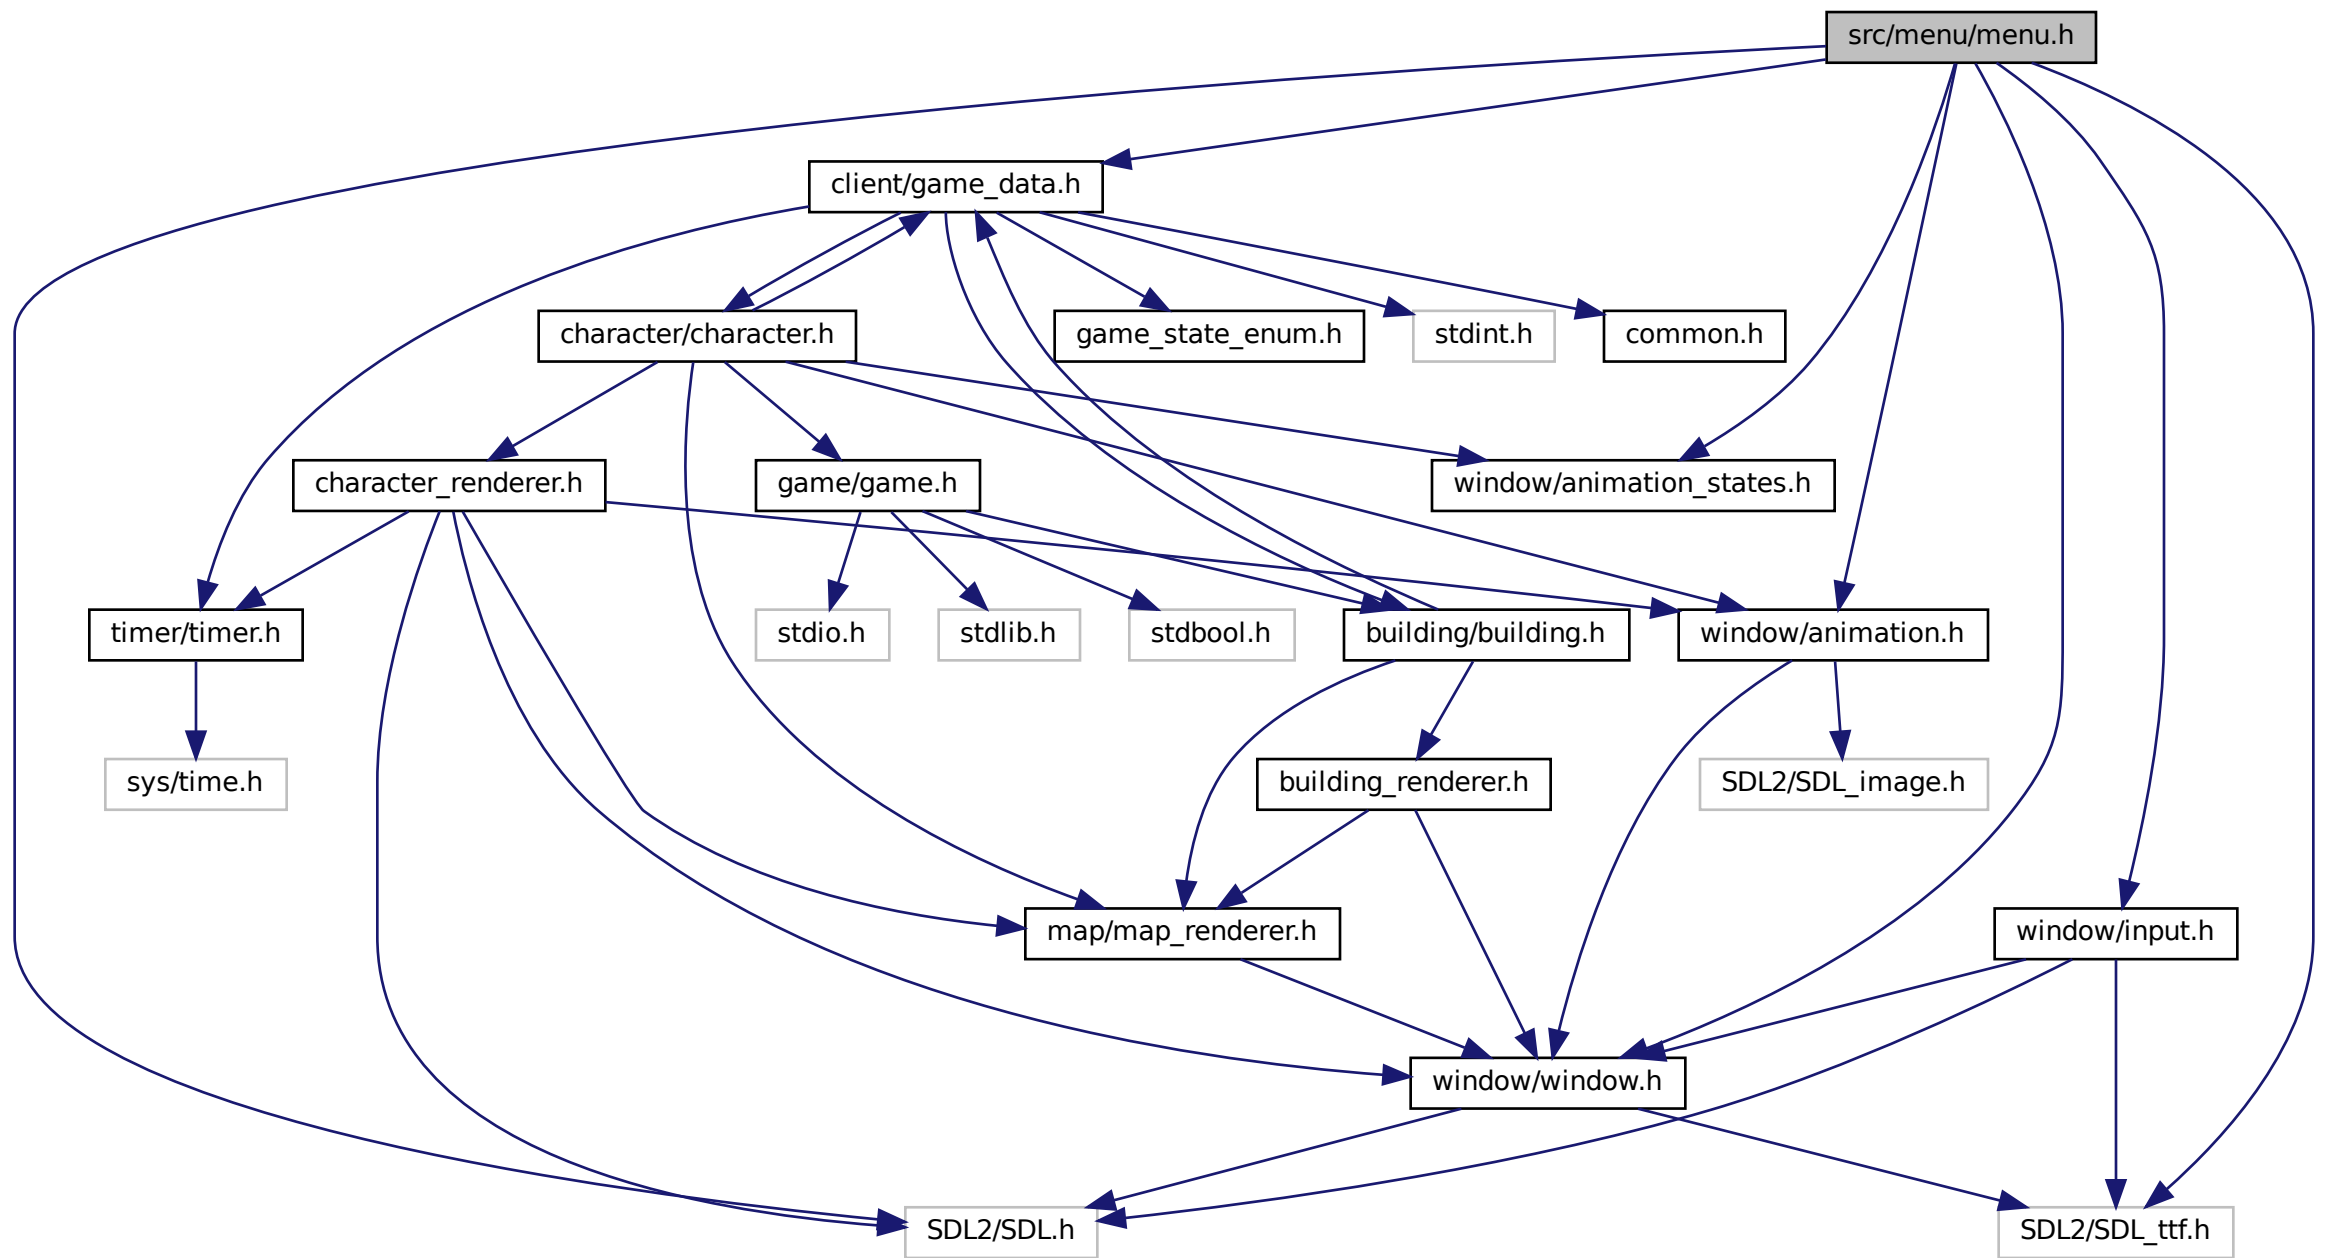 src/menu/menu.h
client/game_data.h
character/character.h
game_state_enum.h
stdint.h
common.h
character_renderer.h
game/game.h
window/animation_states.h
timer/timer.h
stdio.h
stdlib.h
stdbool.h
building/building.h
window/animation.h
sys/time.h
building_renderer.h
SDL2/SDL_image.h
map/map_renderer.h
window/input.h
window/window.h
SDL2/SDL.h
SDL2/SDL_ttf.h